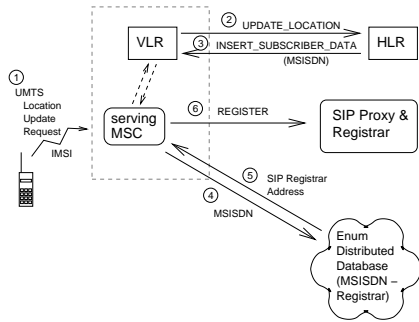 1
UMTS
Location
Update
Request
IMSI
VLR
2 UPDATE_LOCATION
3 INSERT_SUBSCRIBER_DATA
(MSISDN)
HLR
serving
MSC
6 REGISTER
SIP Proxy &
Registrar
5 SIP Registrar
Address
4
MSISDN
Enum
Distributed
Database
(MSISDN –
Registrar)